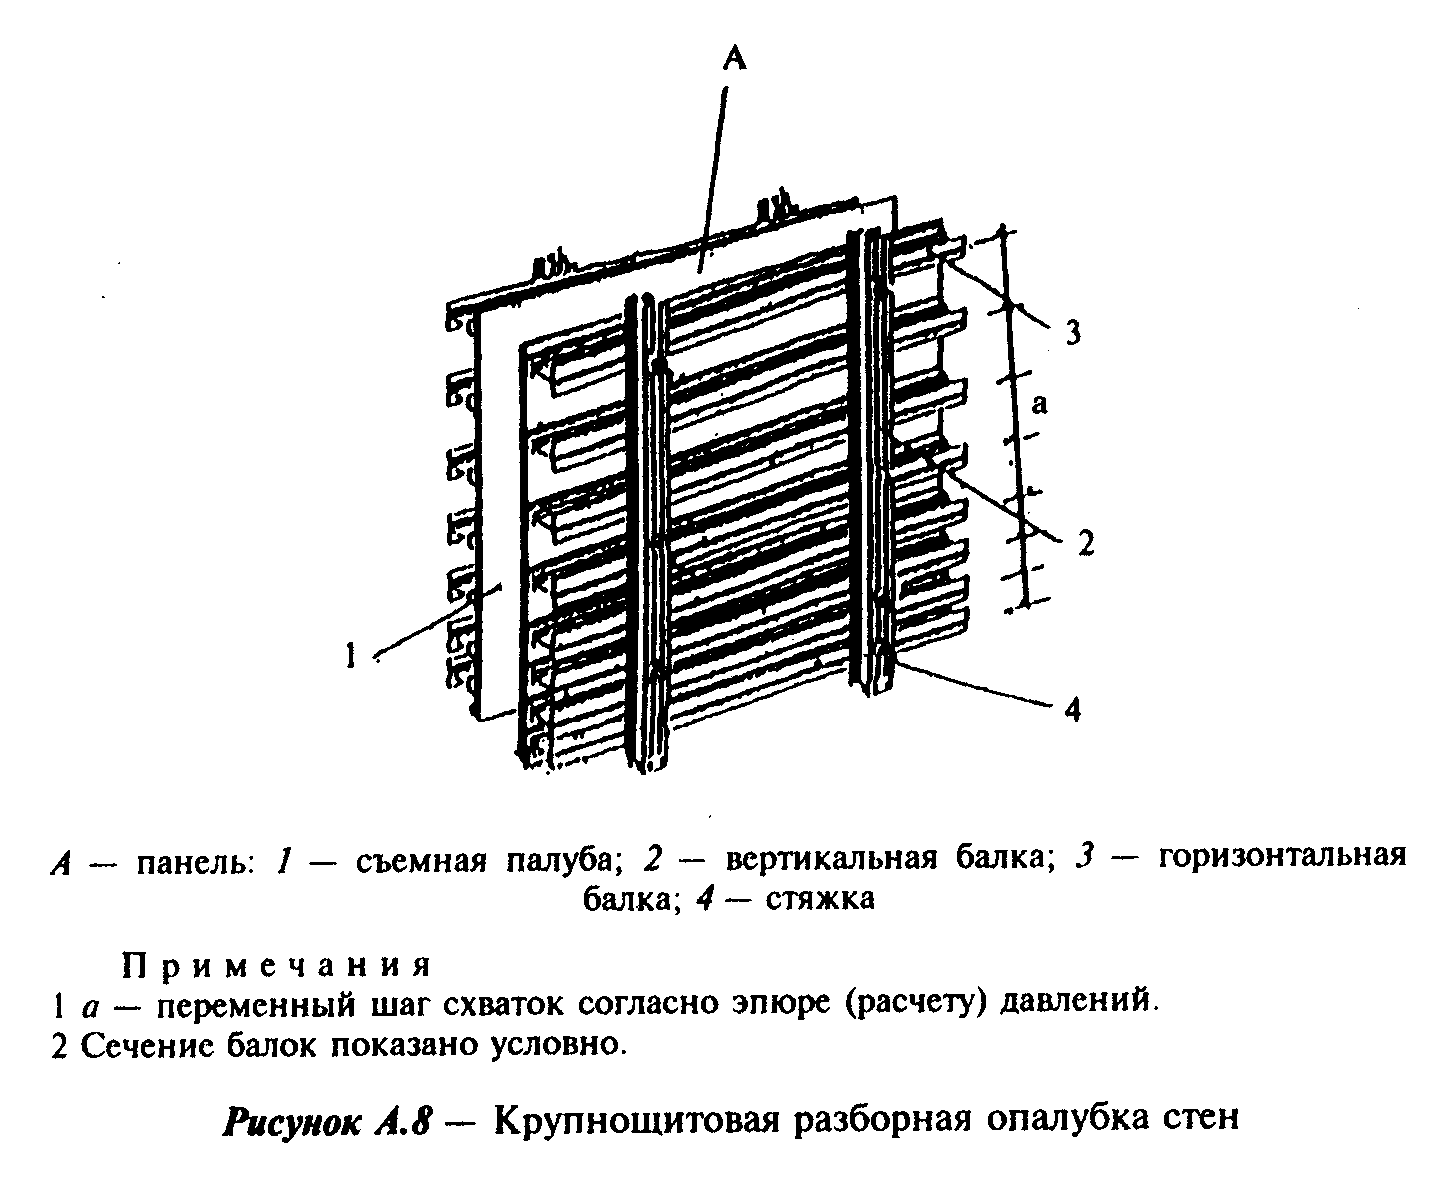 А
3
а
2
1
4
А — панель: 1 — съемная палуба; 2 — вертикальная балка; 3 — горизонтальная
балка; 4 — стяжка
Примечания
1 а — переменный шаг схваток согласно эпюре (расчету) давлений.
2 Сечение балок показано условно.
Рисунок А.8 — Крупнощитовая разборная опалубка стен